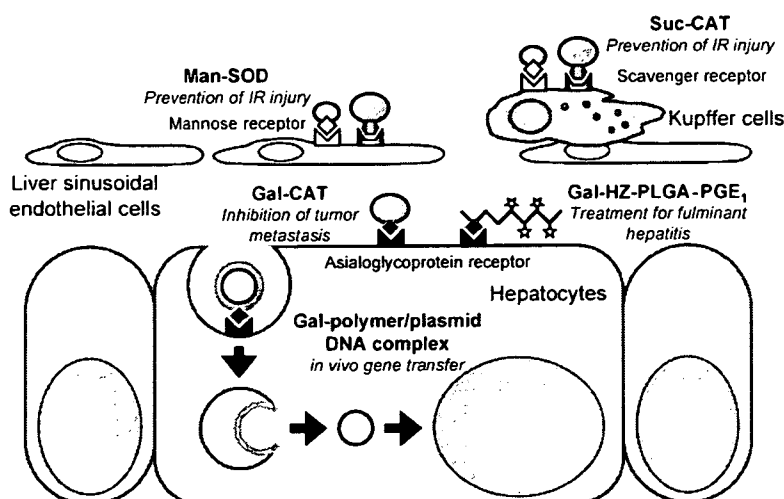 Suc-CAT
Prevention of IR injury
Scavenger receptor
Kupffer cells
Man-SOD
Prevention of IR injury
Mannose receptor
Liver sinusoidal
endothelial cells
Gal-CAT
Inhibition of tumor
metastasis
Gal-HZ-PLGA-PGE₁
Treatment for fulminant
hepatitis
Asialoglycoprotein receptor
Hepatocytes
Gal-polymer/plasmid
DNA complex
in vivo gene transfer